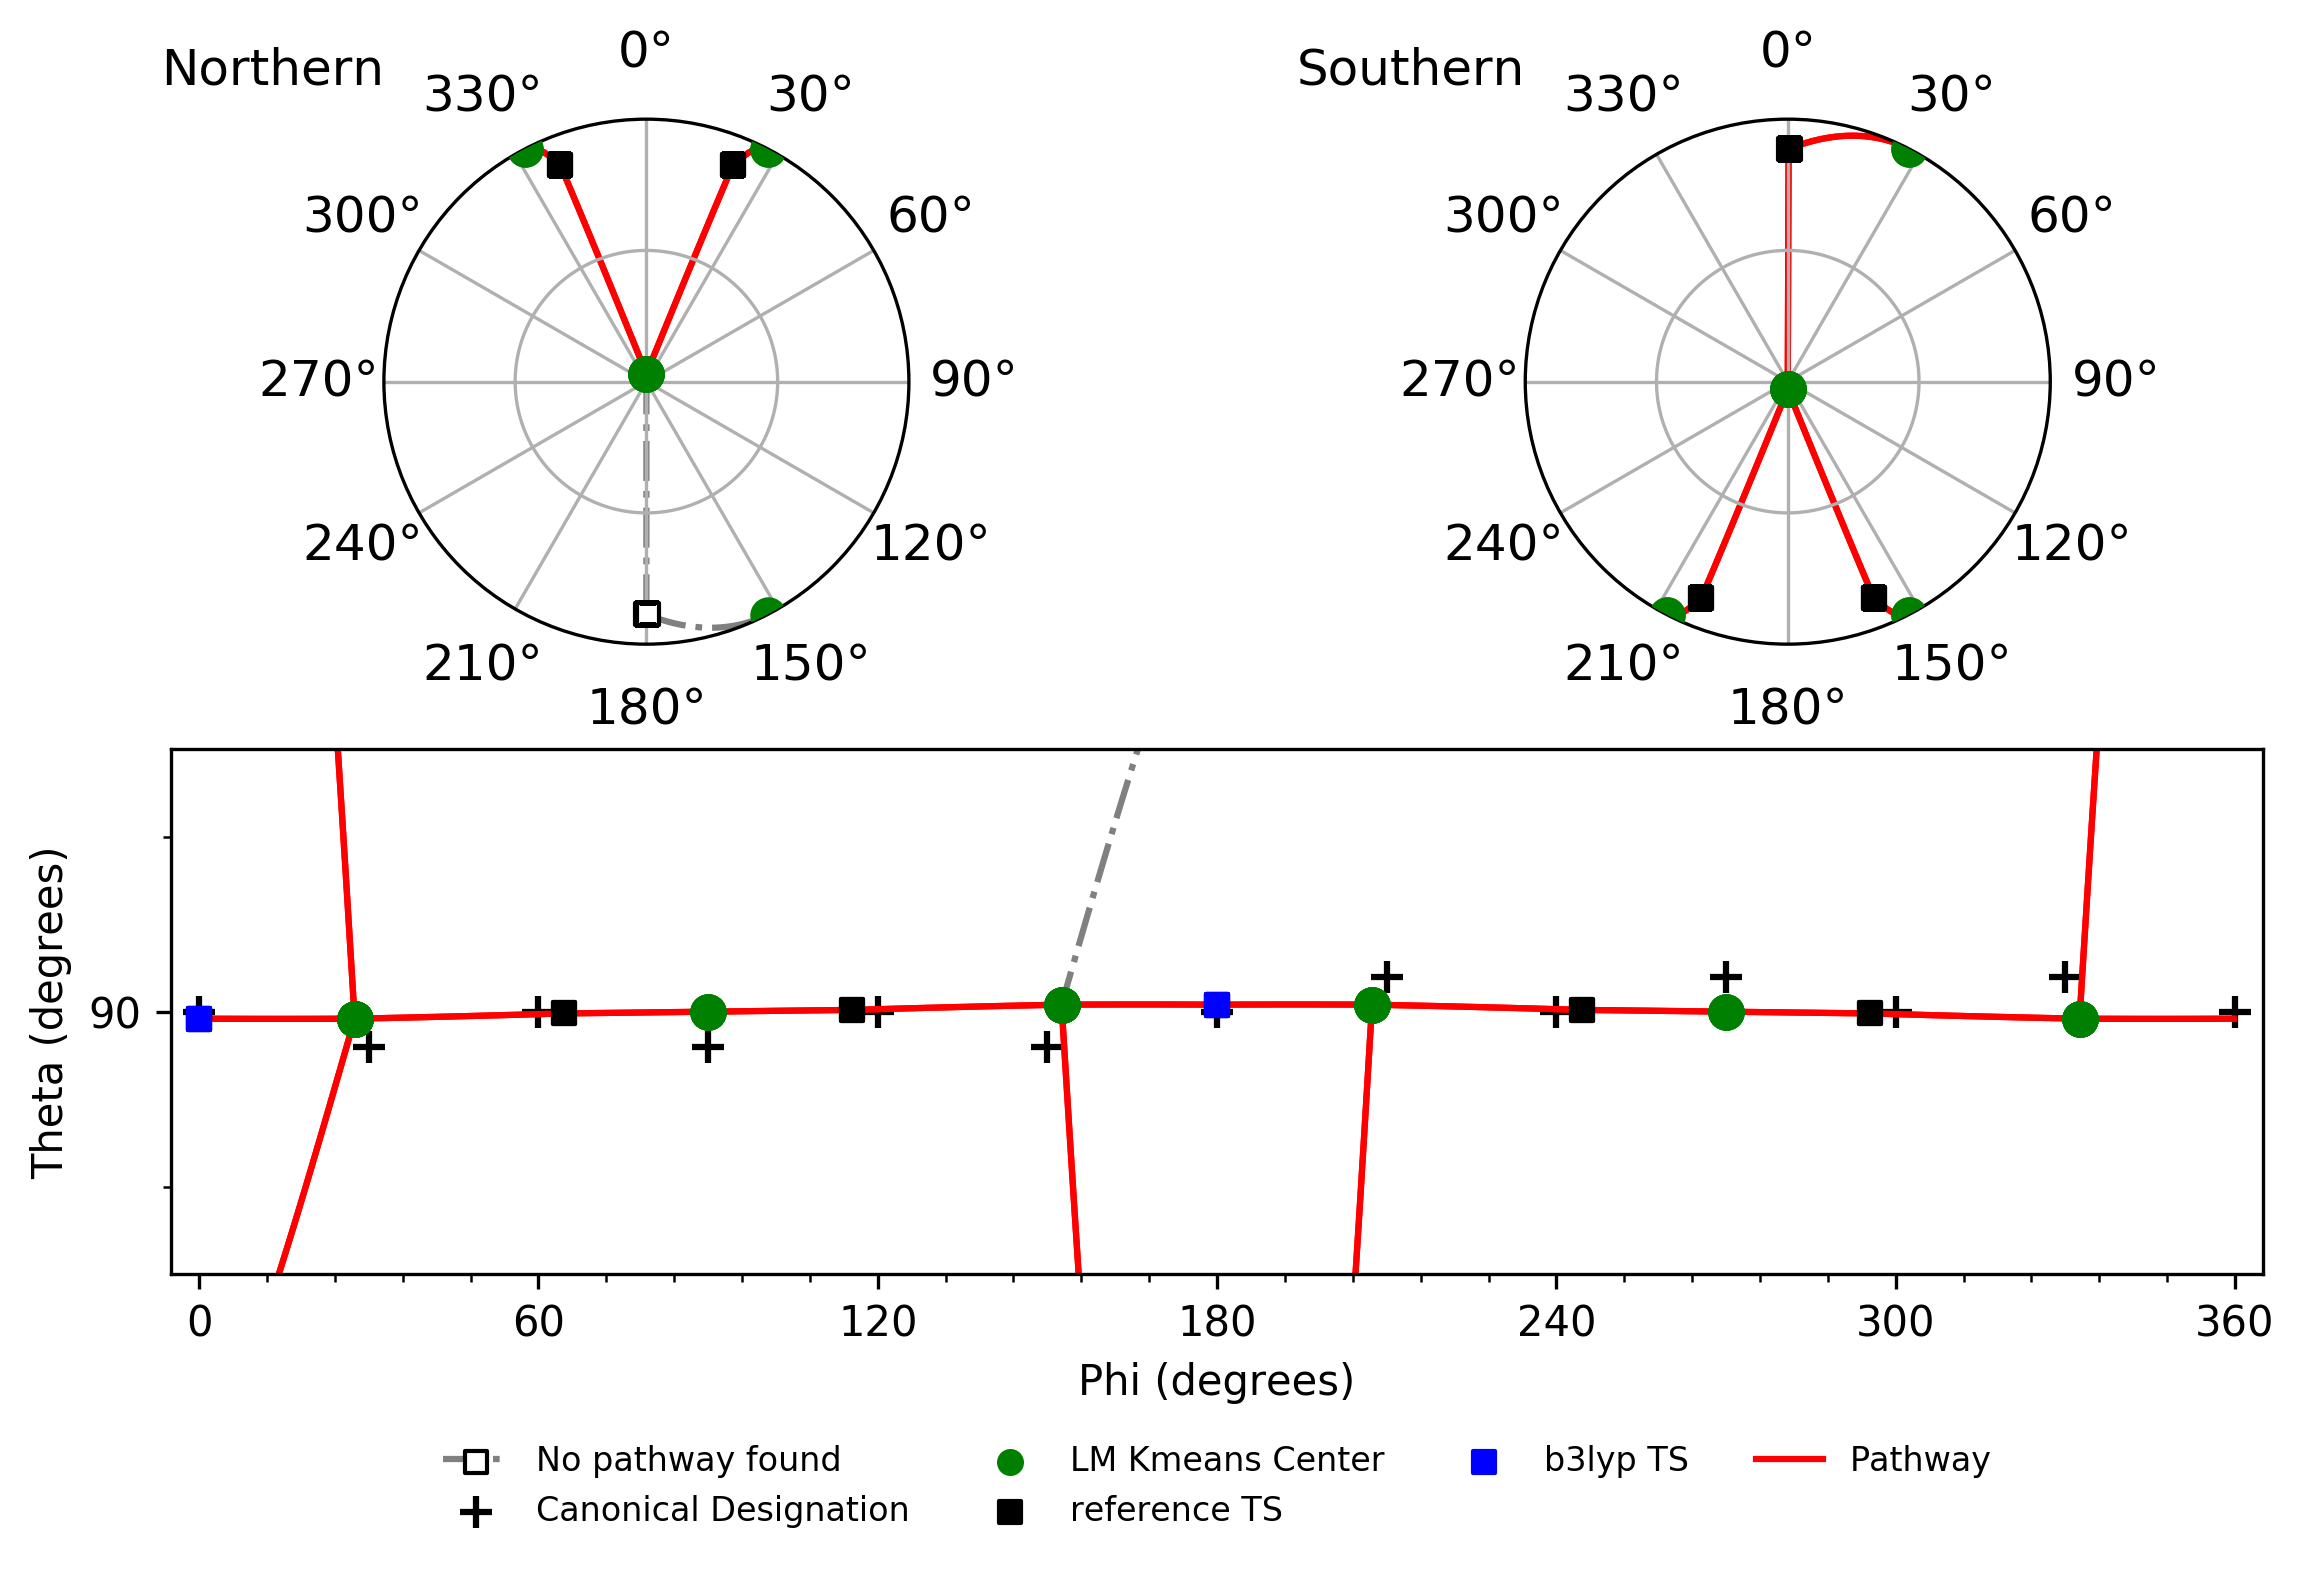 Northern
0°
330°
30°
300°
60°
270°
90°
240°
120°
210°
150°
180°
Southern
0°
330°
30°
300°
60°
270°
90°
240°
120°
210°
150°
180°
Theta (degrees)
90
0 60 120 180 240 300 360
Phi (degrees)
No pathway found
Canonical Designation
LM Kmeans Center
reference TS
b3lyp TS
Pathway